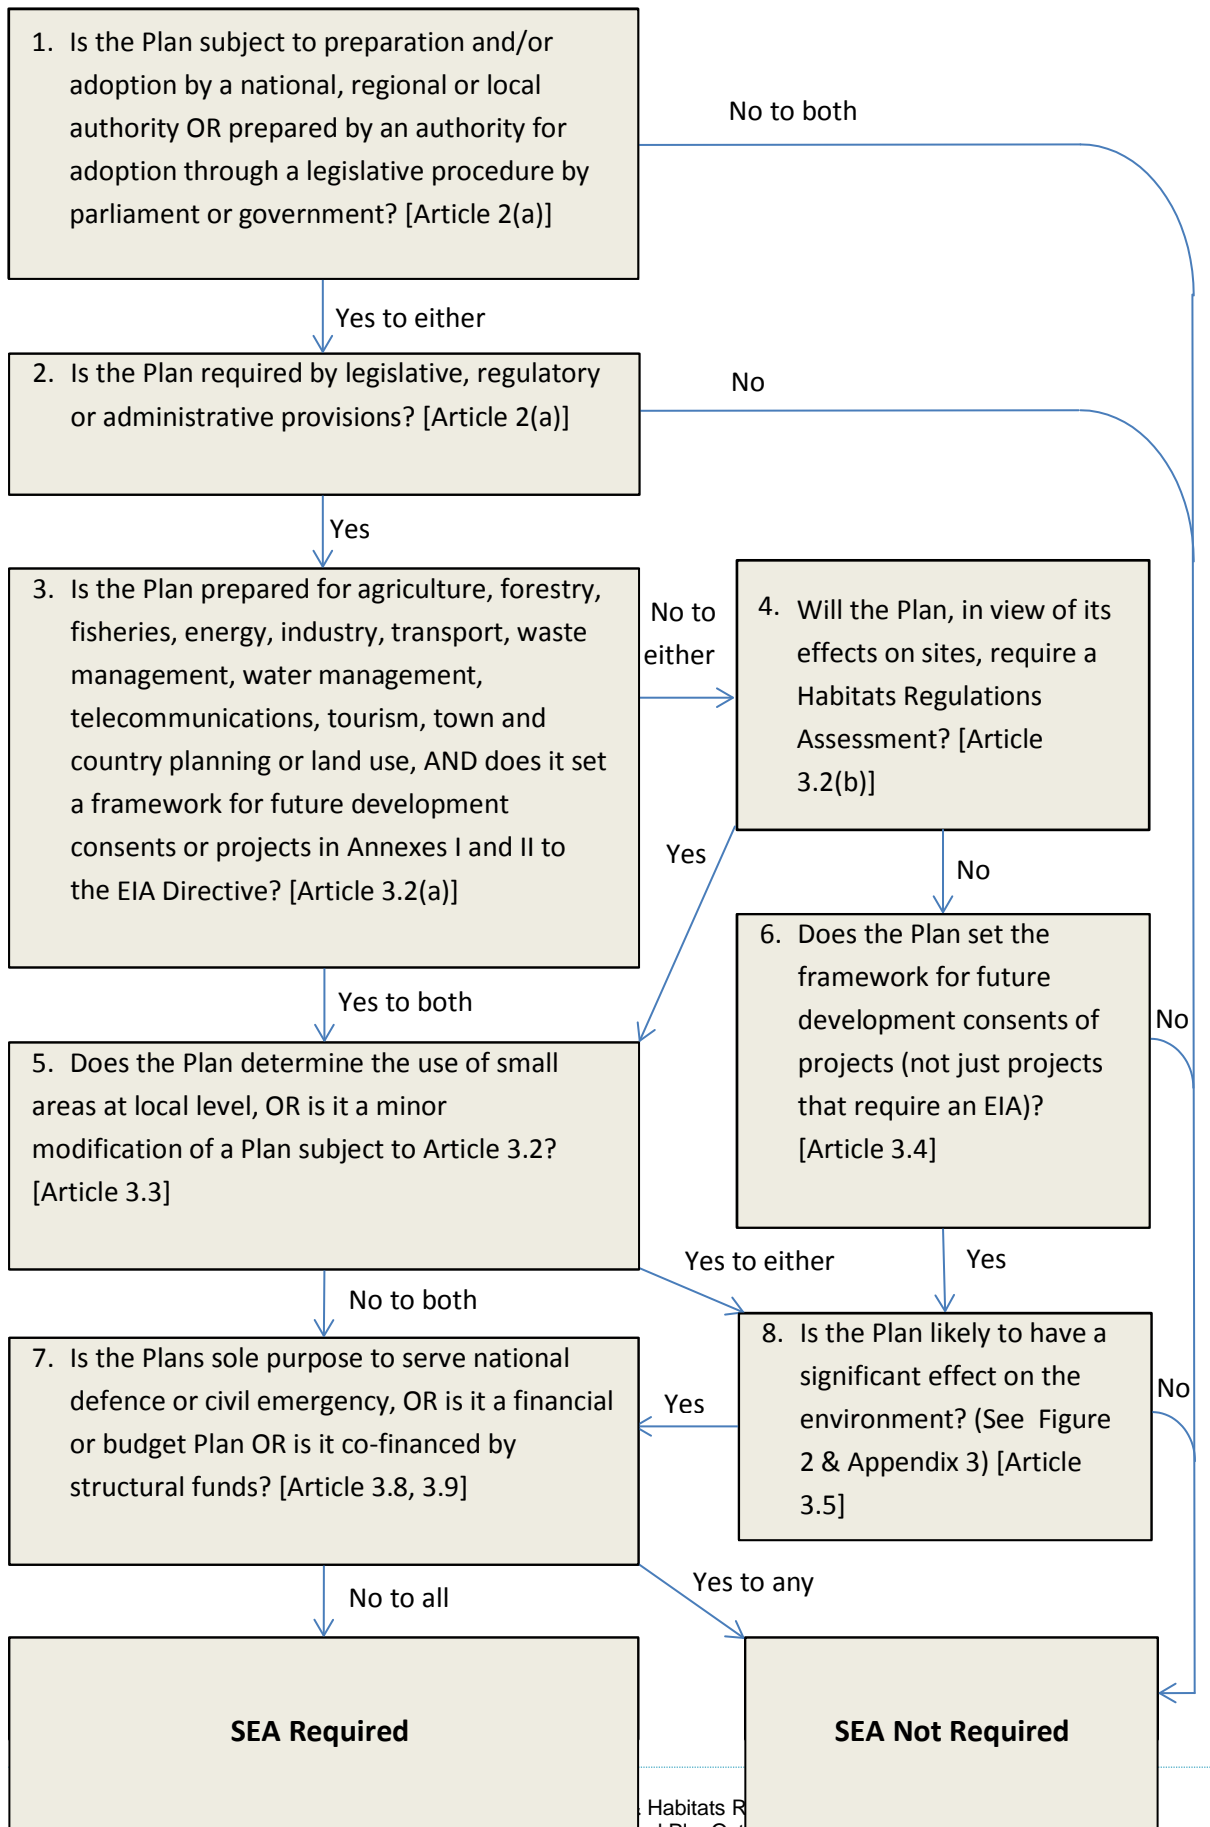 1. Is the Plan subject to preparation and/or
adoption by a national, regional or local
authority OR prepared by an authority for
adoption through a legislative procedure by
parliament or government? [Article 2(a)]
No to both
Yes to either
2. Is the Plan required by legislative, regulatory
or administrative provisions? [Article 2(a)]
No
Yes
3. Is the Plan prepared for agriculture, forestry,
fisheries, energy, industry, transport, waste
management, water management,
telecommunications, tourism, town and
country planning or land use, AND does it set
a framework for future development
consents or projects in Annexes I and II to
the EIA Directive? [Article 3.2(a)]
No to
either
4. Will the Plan, in view of its
effects on sites, require a
Habitats Regulations
Assessment? [Article
3.2(b)]
Yes
No
Yes to both
6. Does the Plan set the
framework for future
development consents of
projects (not just projects
that require an EIA)?
[Article 3.4]
No
5. Does the Plan determine the use of small
areas at local level, OR is it a minor
modification of a Plan subject to Article 3.2?
[Article 3.3]
Yes to either
Yes
No to both
7. Is the Plans sole purpose to serve national
defence or civil emergency, OR is it a financial
or budget Plan OR is it co-financed by
structural funds? [Article 3.8, 3.9]
Yes
8. Is the Plan likely to have a
significant effect on the
environment? (See Figure
2 & Appendix 3) [Article
3.5]
No
No to all
Yes to any
SEA Required
SEA Not Required
Habitats R